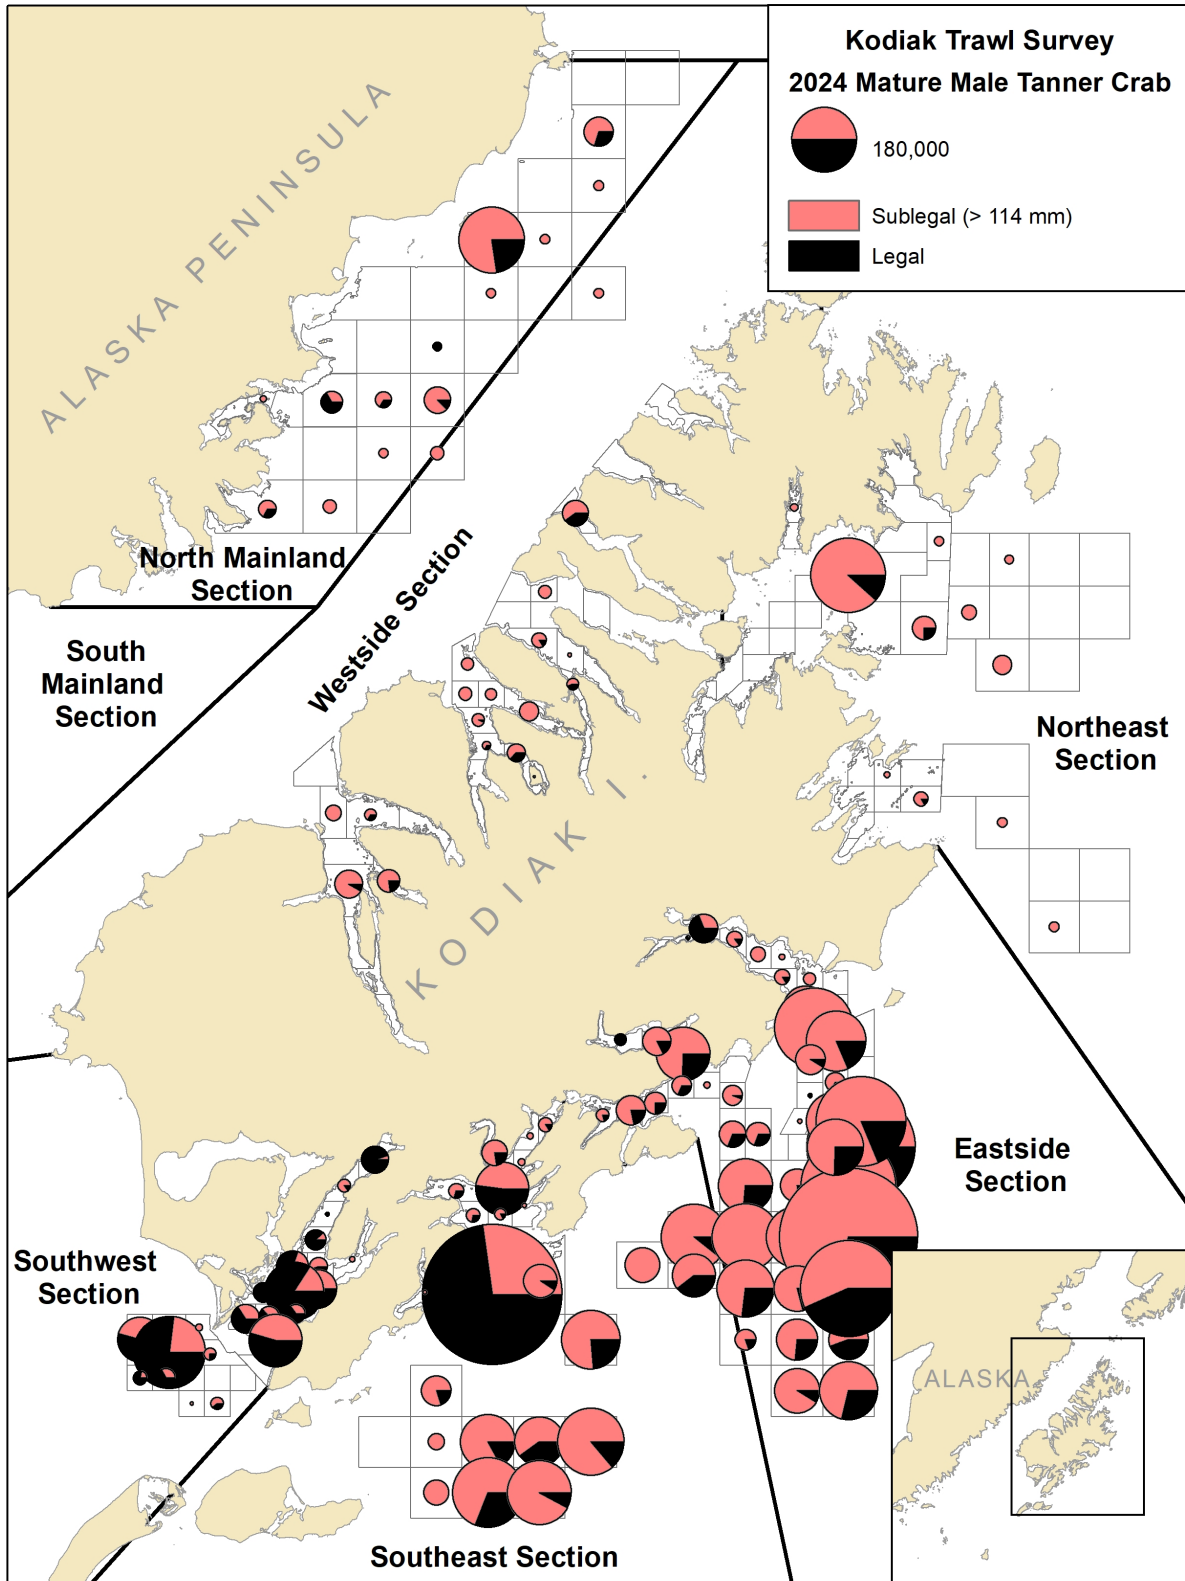 Kodiak Trawl Survey
2024 Mature Male Tanner Crab
180,000
Sublegal (> 114 mm)
Legal
ALASKA PENINSULA
North Mainland
Section
South
Mainland
Section
Westside Section
Northeast
Section
KODIAK I.
Eastside
Section
Southwest
Section
ALASKA
Southeast Section